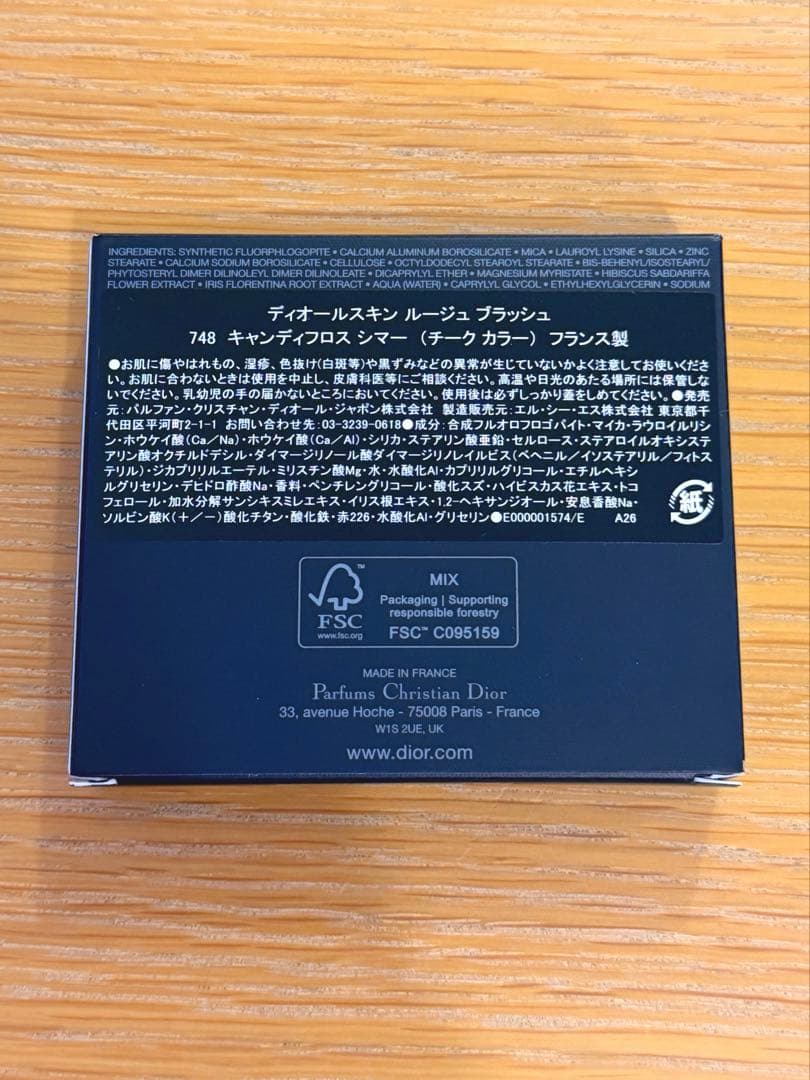 INGREDIENTS: SYNTHETIC FLUORPHLOGOPITE • CALCIUM ALUMINUM BOROSILICATE • MICA • LAUROYL LYSINE • SILICA • ZINC
STEARATE • CALCIUM SODIUM BOROSILICATE • CELLULOSE • OCTYLDODECYL STEAROYL STEARATE • BIS-BEHENYL/ISOSTEARYL/
PHYTOSTERYL DIMER DILINOLEYL DIMER DILINOLEATE • DICAPRYLYL ETHER • MAGNESIUM MYRISTATE • HIBISCUS SABDARIFFA
FLOWER EXTRACT • IRIS FLORENTINA ROOT EXTRACT • AQUA (WATER) • CAPRYLYL GLYCOL • ETHYLHEXYLGLYCERIN • SODIUM
ディオールスキン ルージュ ブラッシュ
748 キャンディフロス シマー (チーク カラー) フランス製
●お肌に傷やはれもの、湿疹、色抜け(白斑等)や黒ずみなどの異常が生じていないかよく注意してお使いくださ
い。お肌に合わないときは使用を中止し、皮膚科医等にご相談ください。高温や日光のあたる場所には保管しな
いでください。乳幼児の手の届かないところにおいてください。使用後は必ずしっかり蓋をしめてください。●発売
元:パルファン・クリスチャン・ディオール・ジャポン株式会社 製造販売元:エル・シー・エス株式会社 東京都千
代田区平河町2-1-1 お問い合わせ先:03-3239-0618●成分:合成フルオロフロゴパイト・マイカ・ラウロイルリシ
ン・ホウケイ酸(Ca/Na)・ホウケイ酸(Ca/Al)・シリカ・ステアリン酸亜鉛・セルロース・ステアロイルオキシステ
アリン酸オクチルドデシル・ダイマージリノール酸ダイマージリノレイルビス(ベヘニル/イソステアリル/フィトス
テリル)・ジカプリリルエーテル・ミリスチン酸Mg・水・水酸化Al・カプリリルグリコール・エチルヘキシ
ルグリセリン・デヒドロ酢酸Na・香料・ペンチレングリコール・酸化スズ・ハイビスカス花エキス・トコ
フェロール・加水分解サンシキスミレエキス・イリス根エキス・1,2-ヘキサンジオール・安息香酸Na・
ソルビン酸K(+/-)酸化チタン・酸化鉄・赤226・水酸化Al・グリセリン●E000001574/E A26
紙
FSC™
www.fsc.org
MIX
Packaging | Supporting
responsible forestry
FSC™ C095159
MADE IN FRANCE
Parfums Christian Dior
33, avenue Hoche - 75008 Paris - France
W1S 2UE, UK
www.dior.com